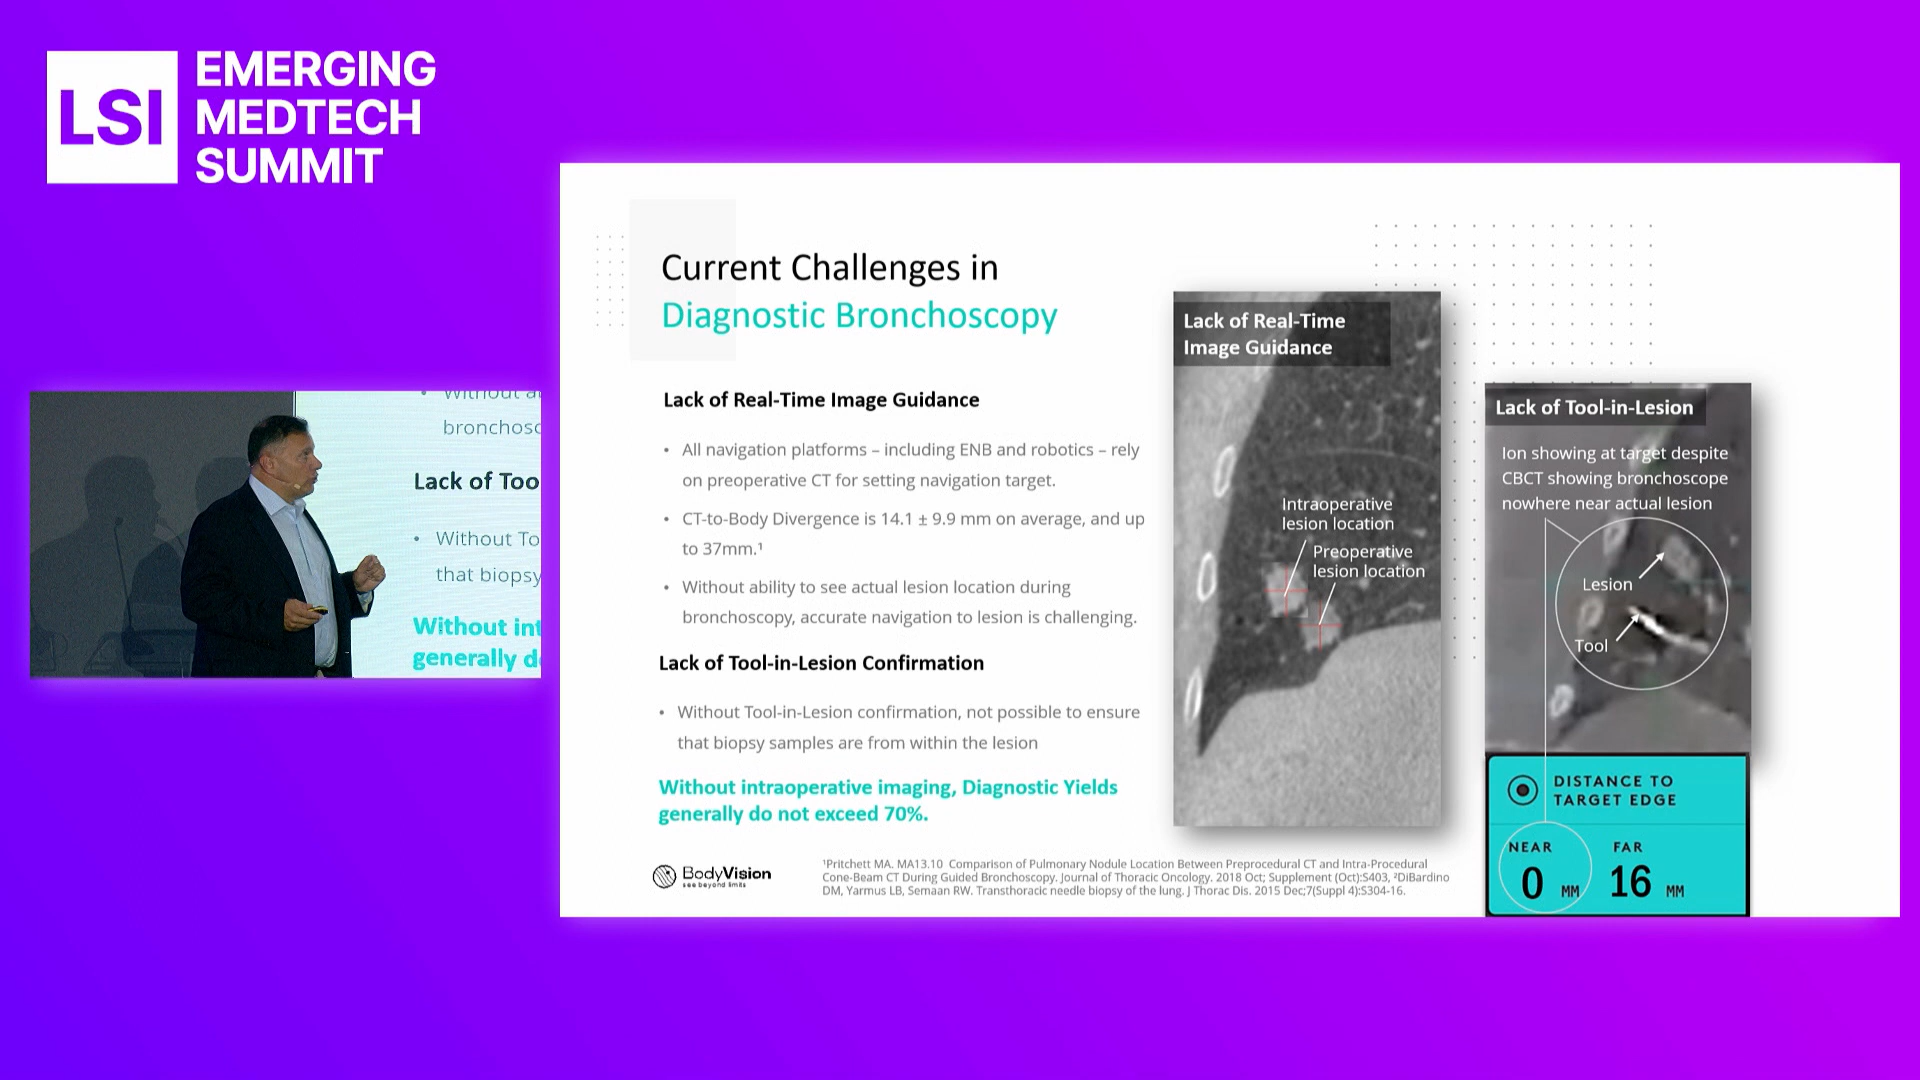 LSI
EMERGING
MEDTECH
SUMMIT
Without a
bronchosc
Lack of Too
• Without To
that biopsy
Without int
generally d
Current Challenges in
Diagnostic Bronchoscopy
Lack of Real-Time Image Guidance
• All navigation platforms – including ENB and robotics – rely
on preoperative CT for setting navigation target.
• CT-to-Body Divergence is 14.1 ± 9.9 mm on average, and up
to 37mm.¹
• Without ability to see actual lesion location during
bronchoscopy, accurate navigation to lesion is challenging.
Lack of Tool-in-Lesion Confirmation
• Without Tool-in-Lesion confirmation, not possible to ensure
that biopsy samples are from within the lesion
Without intraoperative imaging, Diagnostic Yields
generally do not exceed 70%.
BodyVision
see beyond limits
¹Pritchett MA. MA13.10 Comparison of Pulmonary Nodule Location Between Preprocedural CT and Intra-Procedural
Cone-Beam CT During Guided Bronchoscopy. Journal of Thoracic Oncology. 2018 Oct; Supplement (Oct):S403, ²DiBardino
DM, Yarmus LB, Semaan RW. Transthoracic needle biopsy of the lung. J Thorac Dis. 2015 Dec;7(Suppl 4):S304-16.
Lack of Real-Time
Image Guidance
Intraoperative
lesion location
Preoperative
lesion location
Lack of Tool-in-Lesion
Ion showing at target despite
CBCT showing bronchoscope
nowhere near actual lesion
Lesion
Tool
DISTANCE TO
TARGET EDGE
NEAR FAR
0 MM 16 MM